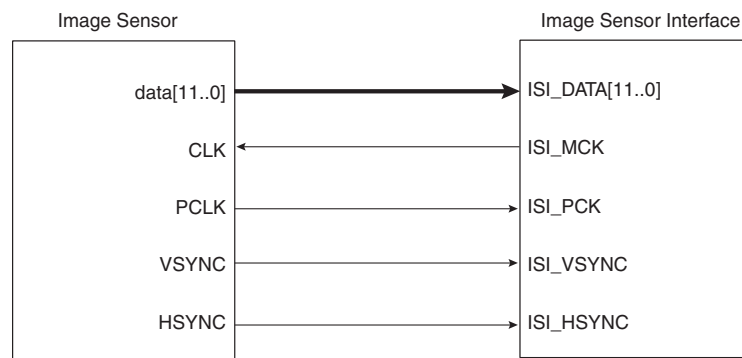 Image Sensor
Image Sensor Interface
data[11..0]
ISI_DATA[11..0]
CLK
ISI_MCK
PCLK
ISI_PCK
VSYNC
ISI_VSYNC
HSYNC
ISI_HSYNC